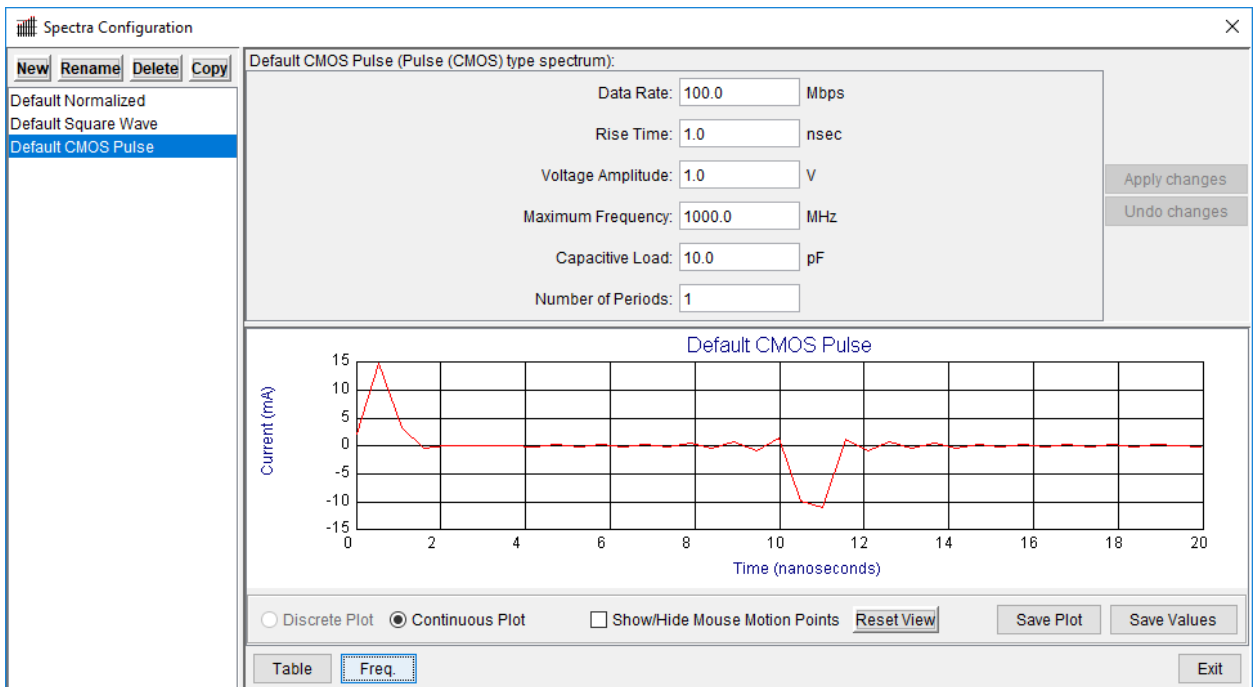 Spectra Configuration
New Rename Delete Copy
Default Normalized
Default Square Wave
Default CMOS Pulse
Default CMOS Pulse (Pulse (CMOS) type spectrum):
Data Rate: 100.0 Mbps
Rise Time: 1.0 nsec
Voltage Amplitude: 1.0 V
Maximum Frequency: 1000.0 MHz
Capacitive Load: 10.0 pF
Number of Periods: 1
Apply changes
Undo changes
Default CMOS Pulse
Current (mA)
15
10
5
0
-5
-10
-15
0 2 4 6 8 10 12 14 16 18 20
Time (nanoseconds)
Discrete Plot Continuous Plot Show/Hide Mouse Motion Points Reset View Save Plot Save Values
Table Freq. Exit